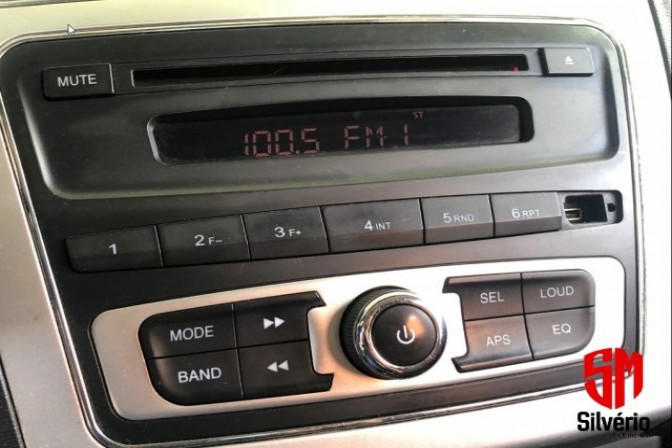 MUTE
ST
100.5 FM-1
1
2 F-
3 F+
4 INT
5 RND
6 RPT
MODE
BAND
SEL
LOUD
APS
EQ
SM
Silvério